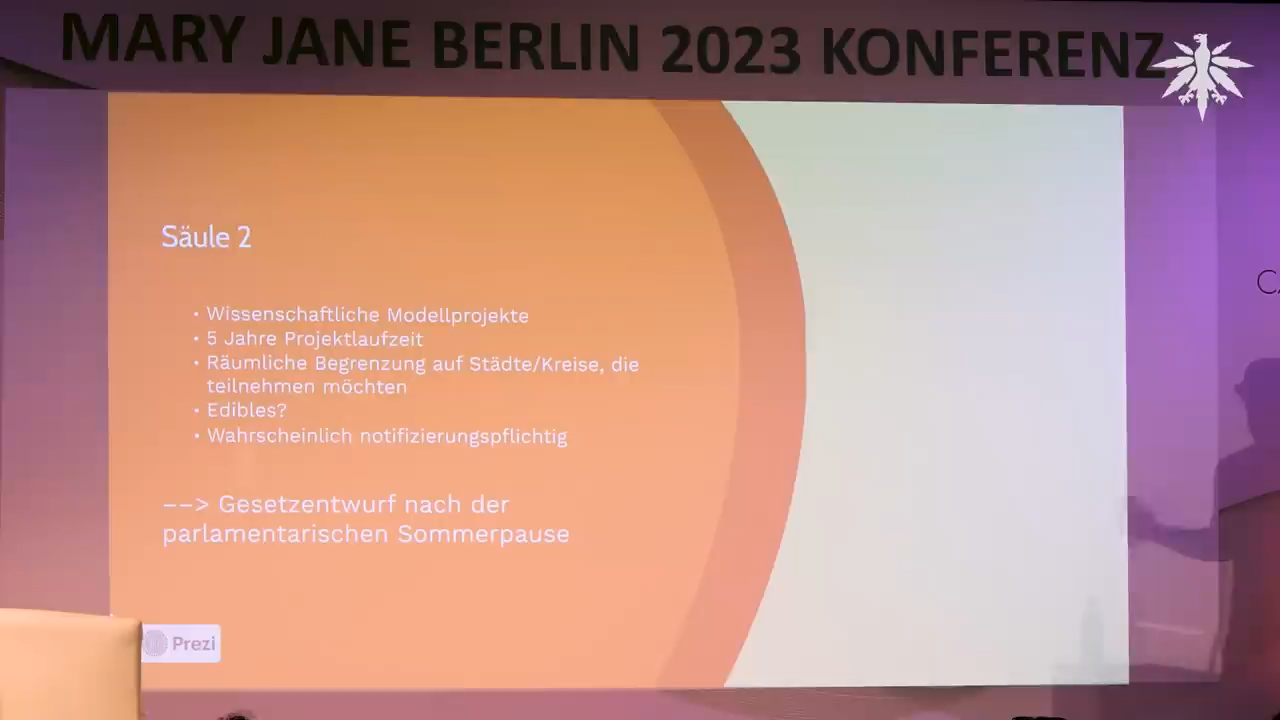 MARY JANE BERLIN 2023 KONFERENZ
Säule 2
• Wissenschaftliche Modellprojekte
• 5 Jahre Projektlaufzeit
• Räumliche Begrenzung auf Städte/Kreise, die
teilnehmen möchten
• Edibles?
• Wahrscheinlich notifizierungspflichtig
––> Gesetzentwurf nach der
parlamentarischen Sommerpause
Prezi